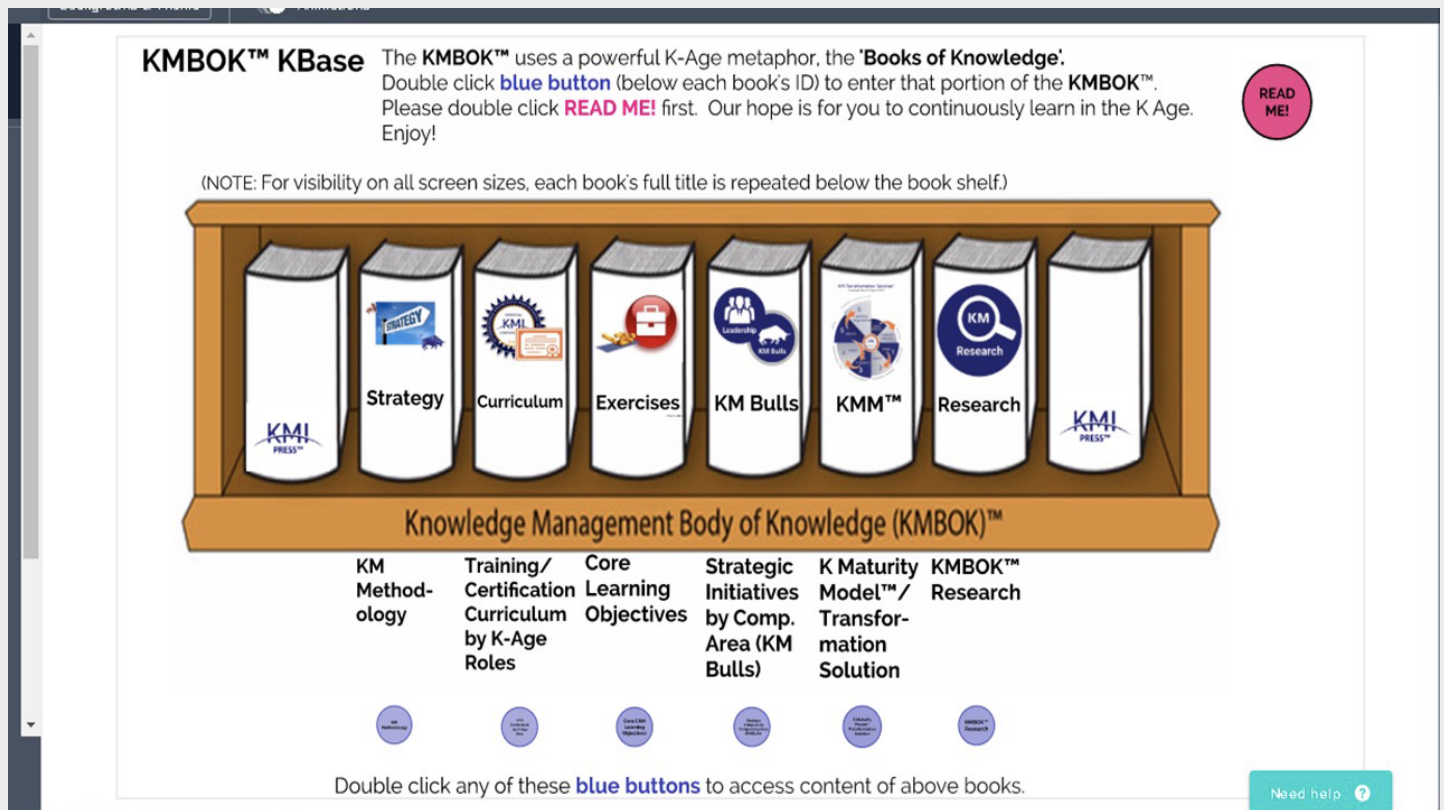 KMBOK™ KBase
The KMBOK™ uses a powerful K-Age metaphor, the 'Books of Knowledge'.
Double click blue button (below each book's ID) to enter that portion of the KMBOK™.
Please double click READ ME! first. Our hope is for you to continuously learn in the K Age.
Enjoy!
READ
ME!
(NOTE: For visibility on all screen sizes, each book's full title is repeated below the book shelf.)
KMI
PRESS™
STRATEGY
Strategy
KMI
Curriculum
Exercises
Leadership
KM Bulls
KM Bulls
KMM™
KM
Research
Research
KMI
PRESS™
Knowledge Management Body of Knowledge (KMBOK)™
KM
Method-
ology
Training/
Certification
Curriculum
by K-Age
Roles
Core
Learning
Objectives
Strategic
Initiatives
by Comp.
Area (KM
Bulls)
K Maturity
Model™/
Transfor-
mation
Solution
KMBOK™
Research
KMBOK™
Research
Double click any of these blue buttons to access content of above books.
Need help ?